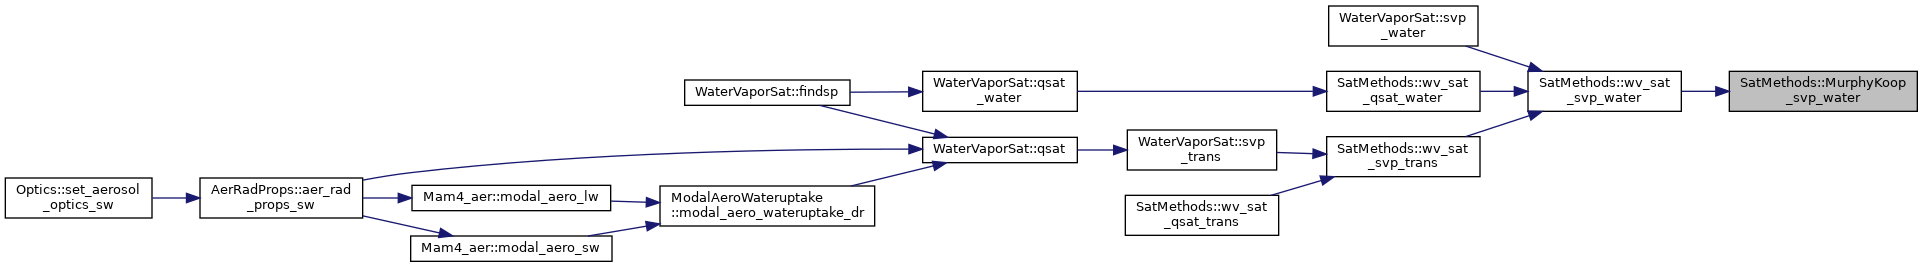 WaterVaporSat::svp
_water
SatMethods::MurphyKoop
_svp_water
SatMethods::wv_sat
_svp_water
SatMethods::wv_sat
_qsat_water
WaterVaporSat::qsat
_water
WaterVaporSat::findsp
SatMethods::wv_sat
_svp_trans
WaterVaporSat::svp
_trans
WaterVaporSat::qsat
SatMethods::wv_sat
_qsat_trans
ModalAeroWateruptake
::modal_aero_wateruptake_dr
Mam4_aer::modal_aero_lw
Mam4_aer::modal_aero_sw
AerRadProps::aer_rad
_props_sw
Optics::set_aerosol
_optics_sw